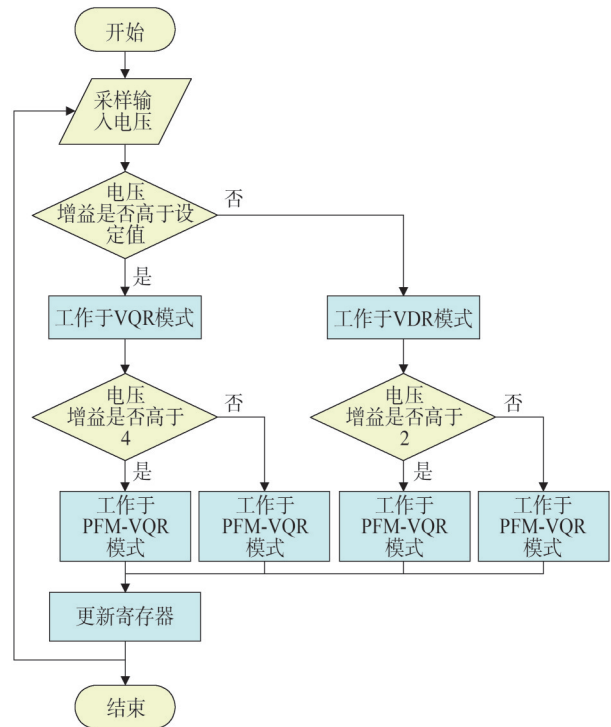 开始
采样输
入电压
电压
增益是否高于设
定值
否
是
工作于VQR模式
工作于VDR模式
电压
增益是否高于
4
否
电压
增益是否高于
2
否
是
是
工作于
PFM-VQR
模式
工作于
PFM-VQR
模式
工作于
PFM-VQR
模式
工作于
PFM-VQR
模式
更新寄存器
结束